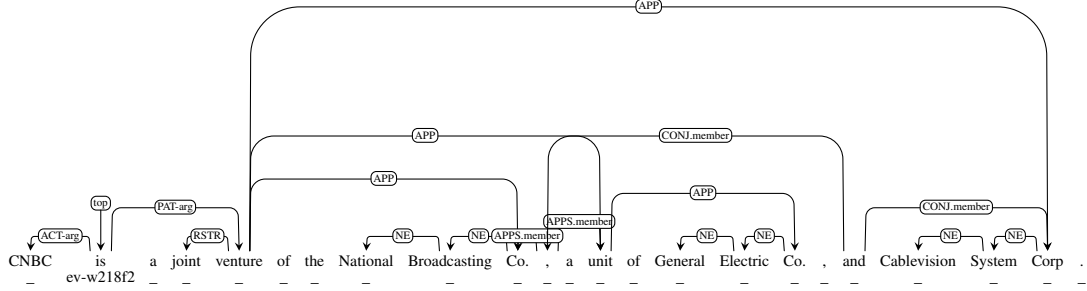 APP
APP CONJ.member
APP APP
top PAT-arg APPS.member CONJ.member
ACT-arg RSTR NE NE APPS.member NE NE NE NE
CNBC is a joint venture of the National Broadcasting Co. , a unit of General Electric Co. , and Cablevision System Corp .
_ ev-w218f2 _ _ _ _ _ _ _ _ _ _ _ _ _ _ _ _ _ _ _ _